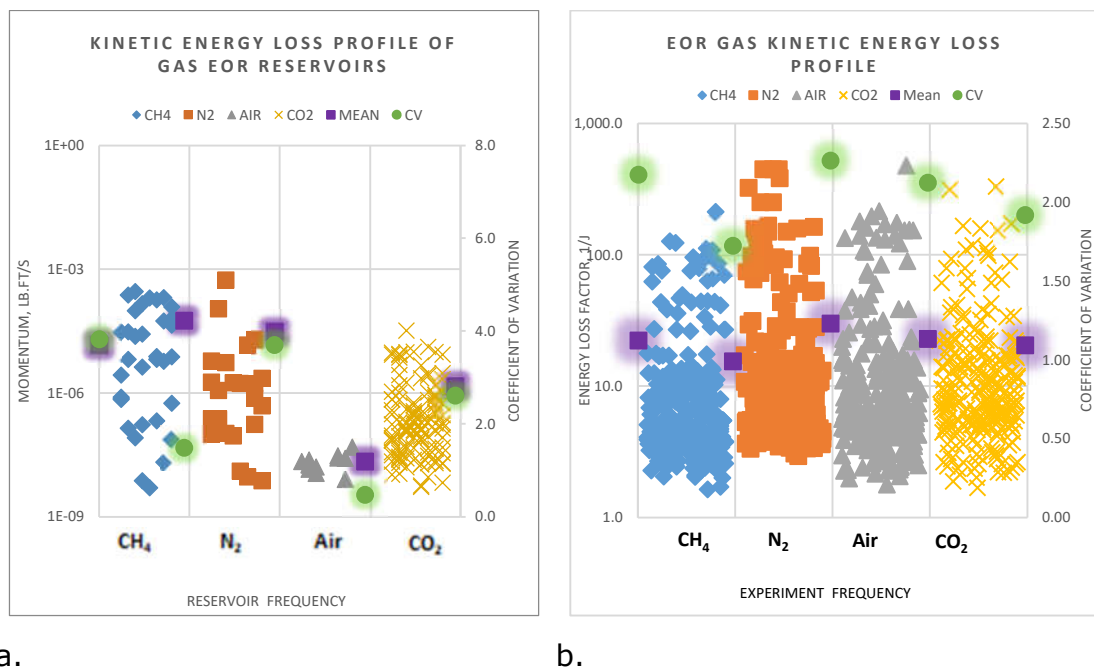 KINETIC ENERGY LOSS PROFILE OF
GAS EOR RESERVOIRS
CH4 N2 AIR CO2 MEAN CV
1E+00
1E-03
1E-06
1E-09
MOMENTUM, LB.FT/S
8.0
6.0
4.0
2.0
0.0
COEFFICIENT OF VARIATION
CH₄ N₂ Air CO₂
RESERVOIR FREQUENCY
a.
EOR GAS KINETIC ENERGY LOSS
PROFILE
CH4 N2 AIR CO2 Mean CV
1,000.0
100.0
10.0
1.0
ENERGY LOSS FACTOR, 1/J
2.50
2.00
1.50
1.00
0.50
0.00
COEFFICIENT OF VARIATION
CH₄ N₂ Air CO₂
EXPERIMENT FREQUENCY
b.